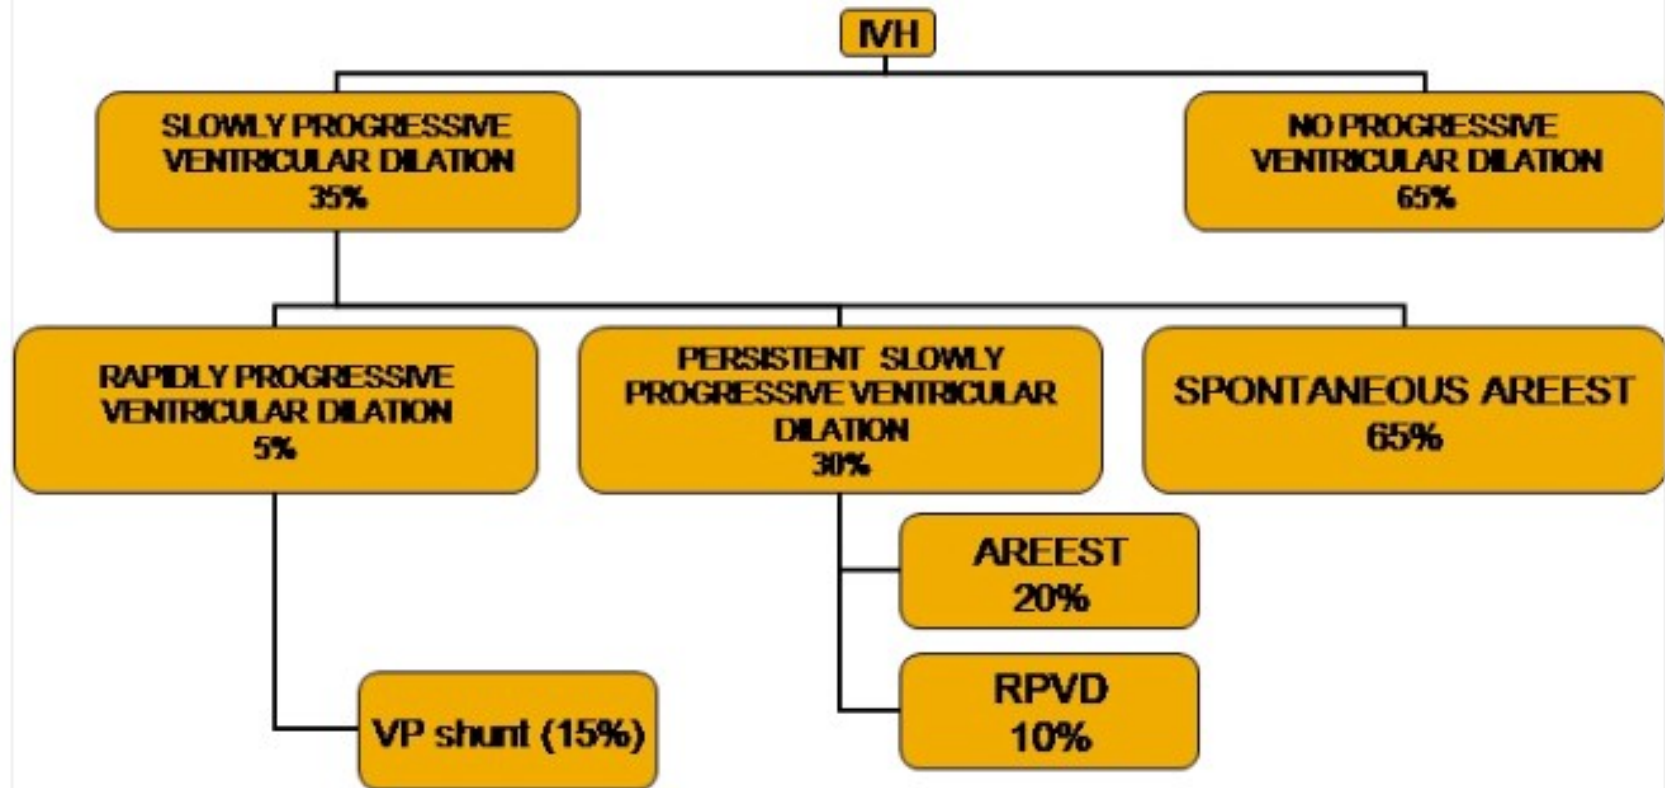 IVH
SLOWLY PROGRESSIVE
VENTRICULAR DILATION
35%
NO PROGRESSIVE
VENTRICULAR DILATION
65%
RAPIDLY PROGRESSIVE
VENTRICULAR DILATION
5%
PERSISTENT SLOWLY
PROGRESSIVE VENTRICULAR
DILATION
30%
SPONTANEOUS AREEST
65%
AREEST
20%
RPVD
10%
VP shunt (15%)